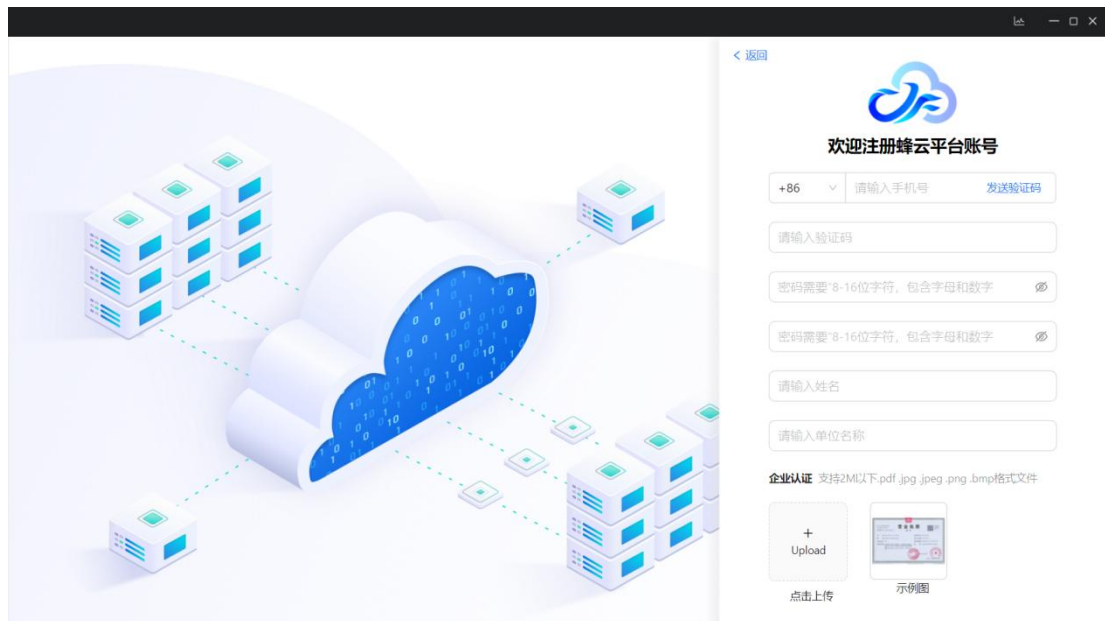 返回
欢迎注册蜂云平台账号
+86 请输入手机号 发送验证码
请输入验证码
密码需要"8-16位字符，包含字母和数字
密码需要"8-16位字符，包含字母和数字
请输入姓名
请输入单位名称
企业认证 支持2M以下.pdf .jpg .jpeg .png .bmp格式文件
+
Upload
点击上传
营业执照
示例图